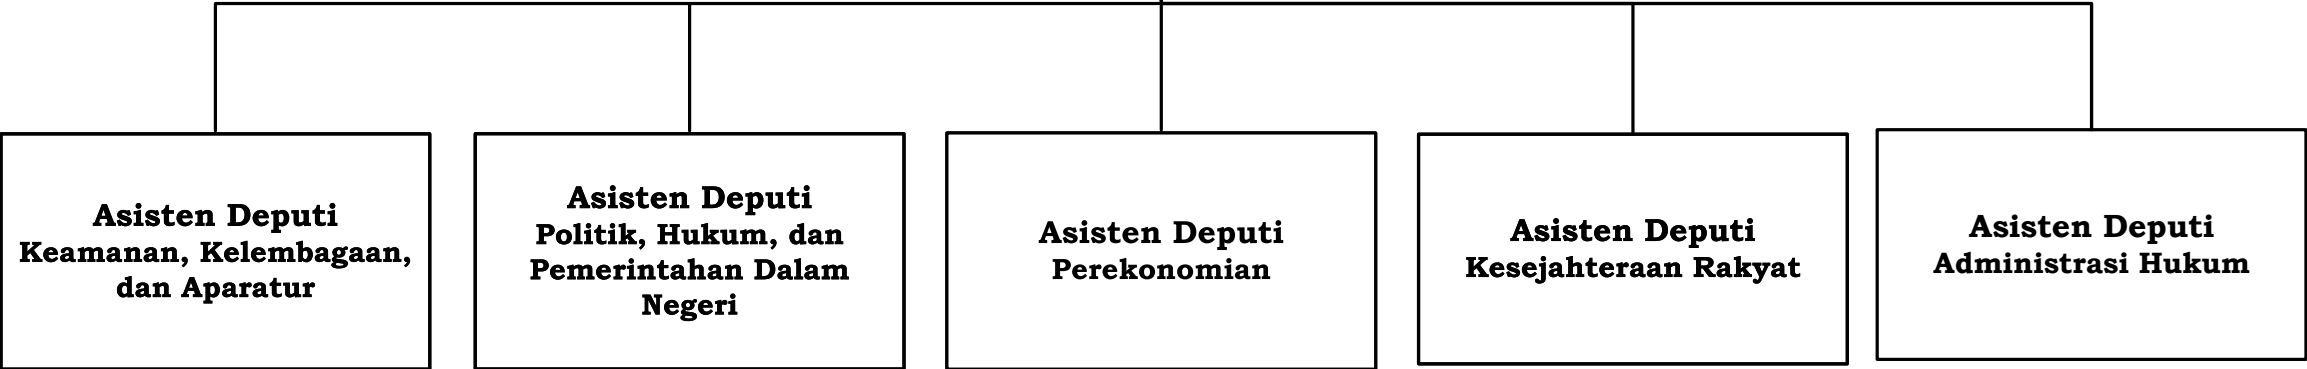 Asisten Deputi
Keamanan, Kelembagaan,
dan Aparatur
Asisten Deputi
Politik, Hukum, dan
Pemerintahan Dalam
Negeri
Asisten Deputi
Perekonomian
Asisten Deputi
Kesejahteraan Rakyat
Asisten Deputi
Administrasi Hukum